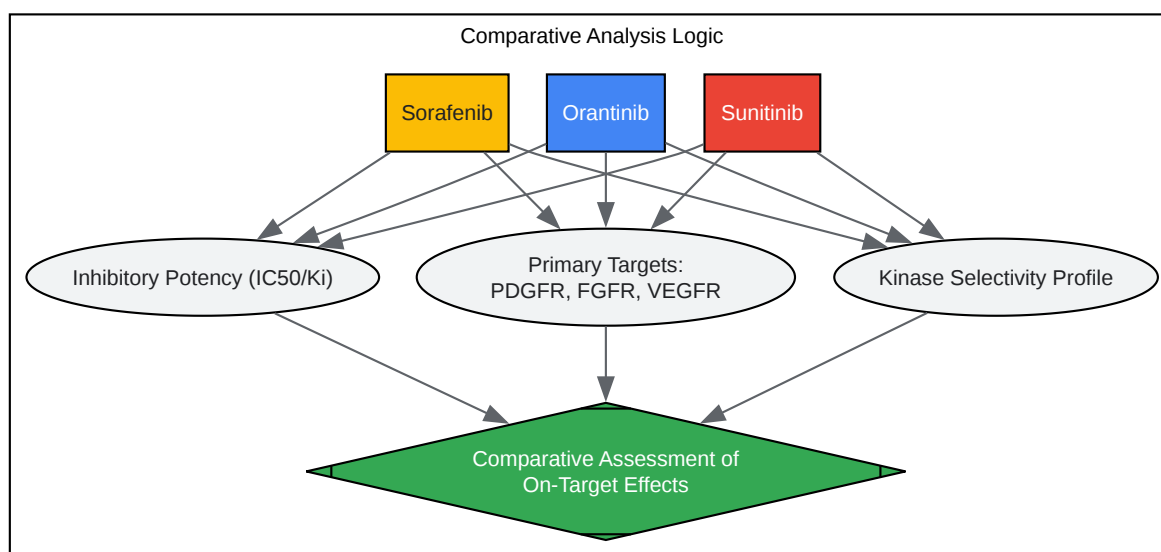 Comparative Analysis Logic
Sorafenib
Orantinib
Sunitinib
Inhibitory Potency (IC50/Ki)
Primary Targets:
PDGFR, FGFR, VEGFR
Kinase Selectivity Profile
Comparative Assessment of
On-Target Effects